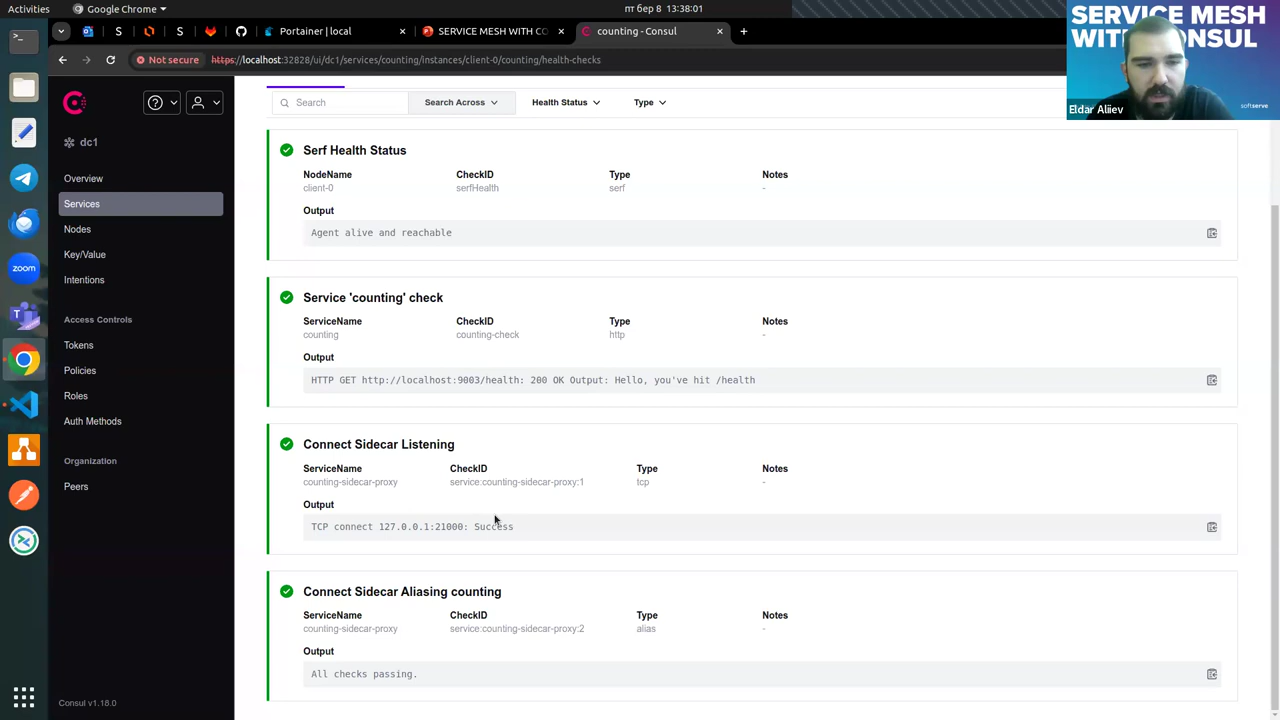 Activities
Google Chrome
пт бер 8 13:38:01
Portainer | local
SERVICE MESH WITH CO
counting - Consul
Not secure
https://localhost:32828/ui/dc1/services/counting/instances/client-0/counting/health-checks
SERVICE MESH
WITH CONSUL
softserve
Eldar Aliiev
Search
Search Across
Health Status
Type
dc1
Overview
Services
Nodes
Key/Value
Intentions
Access Controls
Tokens
Policies
Roles
Auth Methods
Organization
Peers
Consul v1.18.0
zoom
Serf Health Status
NodeName CheckID Type Notes
client-0 serfHealth serf -
Output
Agent alive and reachable
Service 'counting' check
ServiceName CheckID Type Notes
counting counting-check http -
Output
HTTP GET http://localhost:9003/health: 200 OK Output: Hello, you've hit /health
Connect Sidecar Listening
ServiceName CheckID Type Notes
counting-sidecar-proxy service:counting-sidecar-proxy:1 tcp -
Output
TCP connect 127.0.0.1:21000: Success
Connect Sidecar Aliasing counting
ServiceName CheckID Type Notes
counting-sidecar-proxy service:counting-sidecar-proxy:2 alias -
Output
All checks passing.